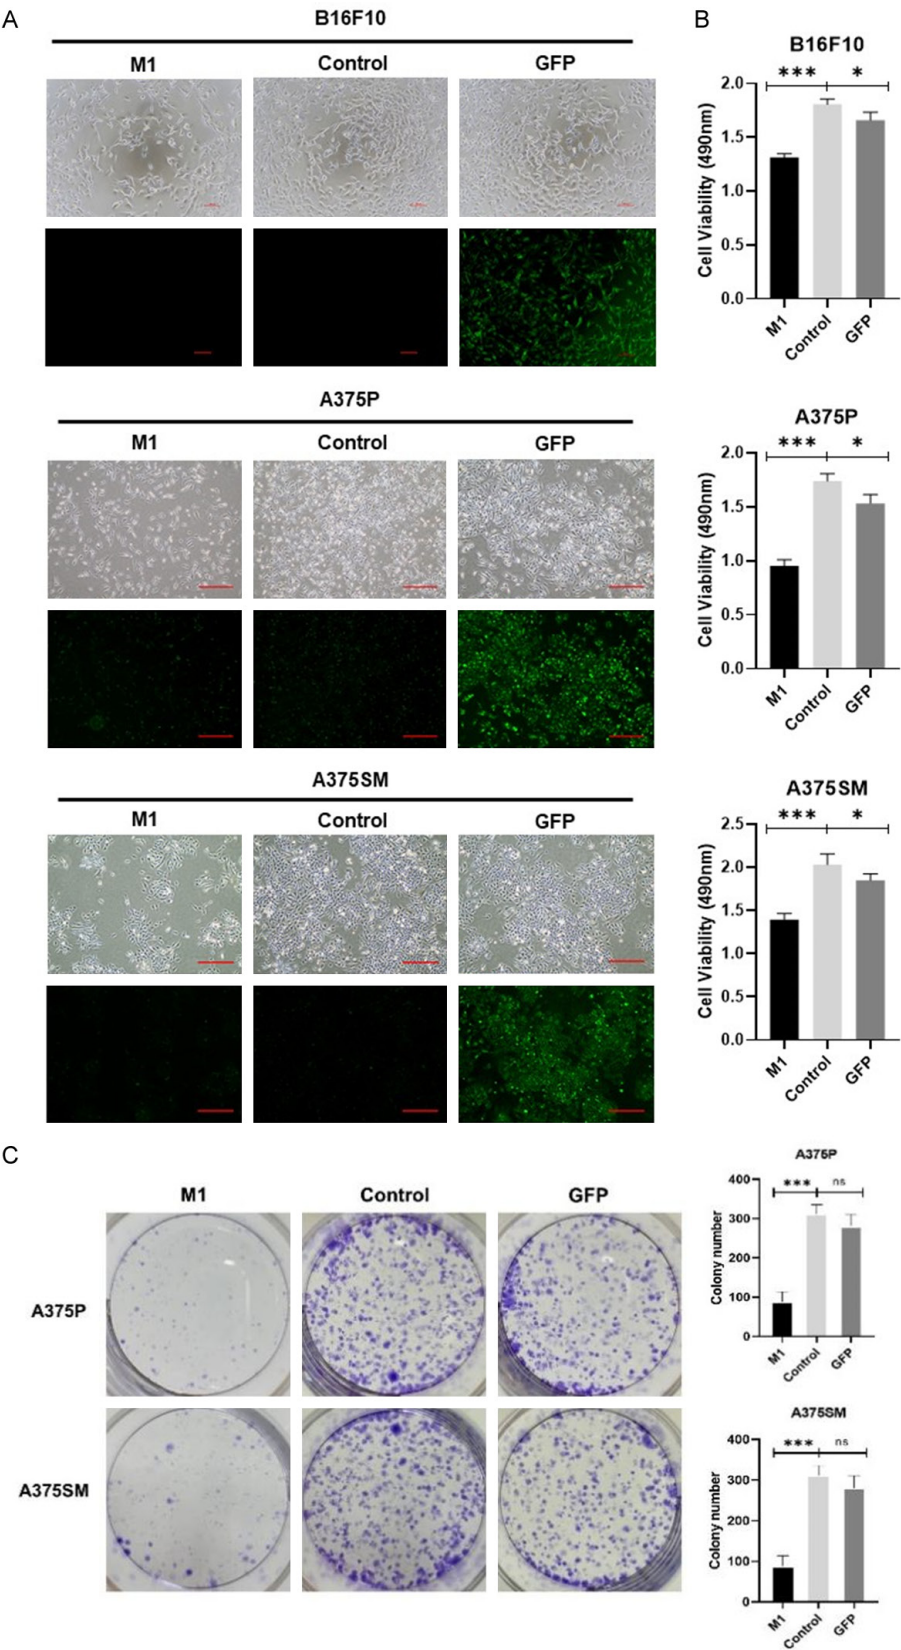 A
B16F10
M1 Control GFP
A375P
M1 Control GFP
A375SM
M1 Control GFP
B
B16F10
*** *
Cell Viability (490nm)
2.0
1.5
1.0
0.5
0.0
M1 Control GFP
A375P
*** *
Cell Viability (490nm)
2.0
1.5
1.0
0.5
0.0
M1 Control GFP
A375SM
*** *
Cell Viability (490nm)
2.5
2.0
1.5
1.0
0.5
0.0
M1 Control GFP
C
M1 Control GFP
A375P
A375SM
A375P
*** ns
Colony number
400
300
200
100
0
M1 Control GFP
A375SM
*** ns
Colony number
400
300
200
100
0
M1 Control GFP